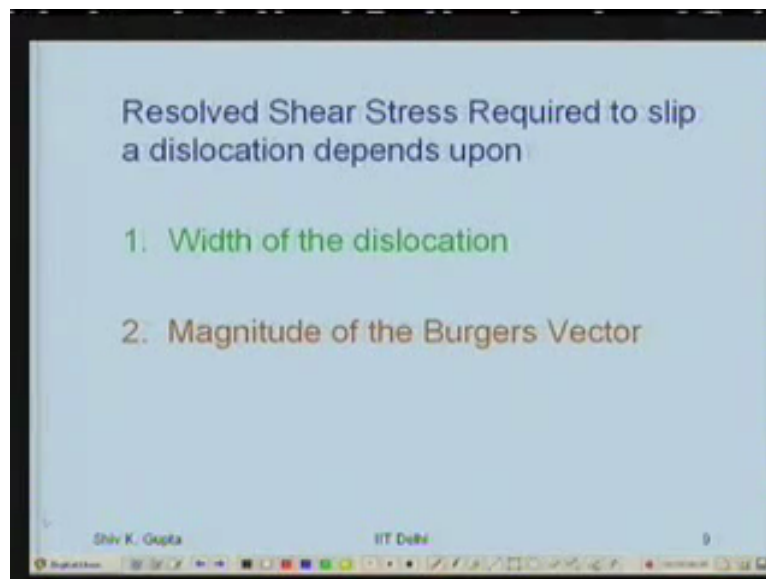 Resolved Shear Stress Required to slip
a dislocation depends upon
1. Width of the dislocation
2. Magnitude of the Burgers Vector
Shiv K. Gupta
IIT Delhi
9